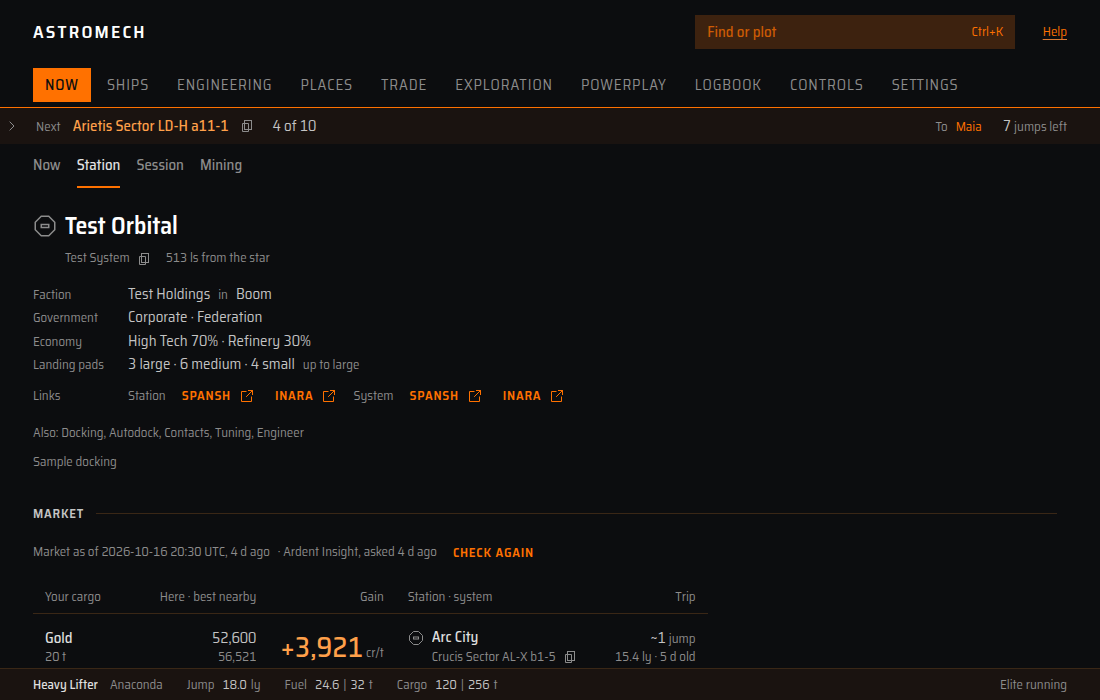 ASTROMECH
Find or plot Ctrl+K Help
NOW SHIPS ENGINEERING PLACES TRADE EXPLORATION POWERPLAY LOGBOOK CONTROLS SETTINGS
Next Arietis Sector LD-H a11-1 4 of 10 To Maia 7 jumps left
Now Station Session Mining
Test Orbital
Test System 513 ls from the star
Faction Test Holdings in Boom
Government Corporate · Federation
Economy High Tech 70% · Refinery 30%
Landing pads 3 large · 6 medium · 4 small up to large
Links Station SPANSH INARA System SPANSH INARA
Also: Docking, Autodock, Contacts, Tuning, Engineer
Sample docking
MARKET
Market as of 2026-10-16 20:30 UTC, 4 d ago · Ardent Insight, asked 4 d ago CHECK AGAIN
Your cargo Here · best nearby Gain Station · system Trip
Gold 52,600 +3,921 cr/t Arc City ~1 jump
20 t 56,521 Crucis Sector AL-X b1-5 15.4 ly · 5 d old
Heavy Lifter Anaconda Jump 18.0 ly Fuel 24.6 | 32 t Cargo 120 | 256 t Elite running